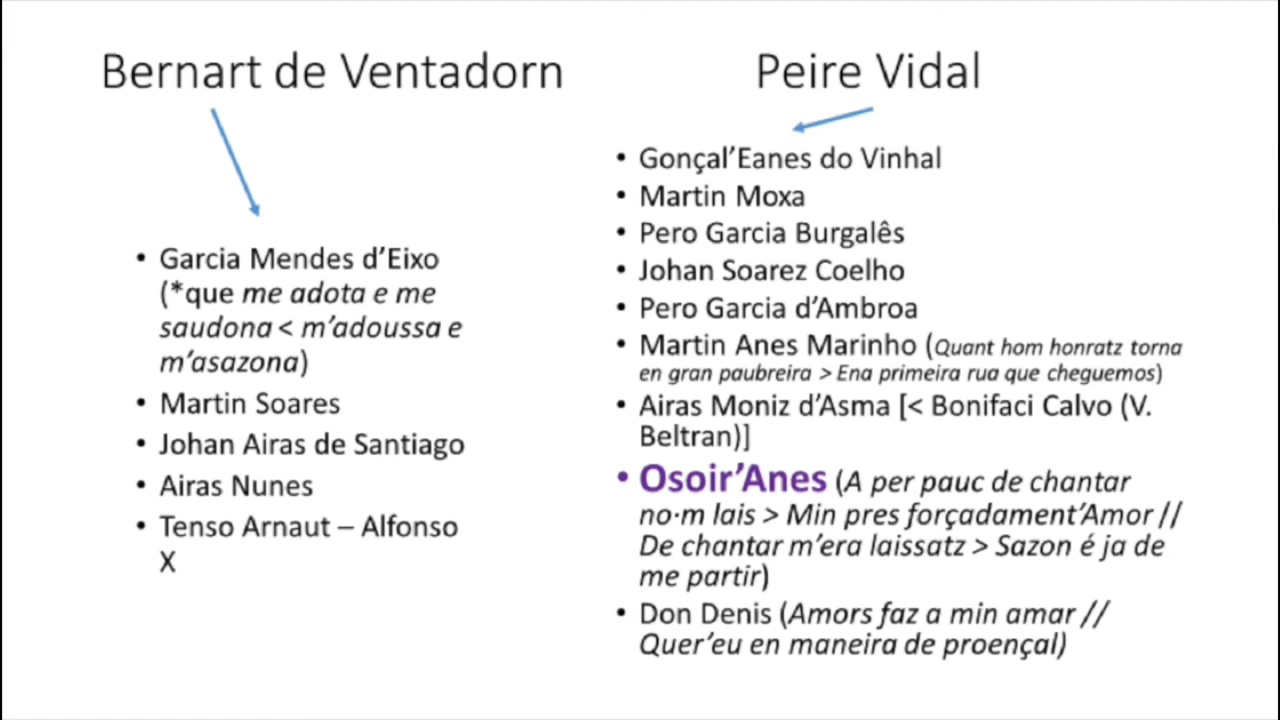 Bernart de Ventadorn
• Garcia Mendes d’Eixo
(*que me adota e me
saudona < m’adoussa e
m’asazona)
• Martin Soares
• Johan Airas de Santiago
• Airas Nunes
• Tenso Arnaut – Alfonso
X
Peire Vidal
• Gonçal’Eanes do Vinhal
• Martin Moxa
• Pero Garcia Burgalês
• Johan Soarez Coelho
• Pero Garcia d’Ambroa
• Martin Anes Marinho (Quant hom honratz torna
en gran paubreira > Ena primeira rua que cheguemos)
• Airas Moniz d’Asma [< Bonifaci Calvo (V.
Beltran)]
• Osoir’Anes (A per pauc de chantar
no·m lais > Min pres forçadament’Amor //
De chantar m’era laissatz > Sazon é ja de
me partir)
• Don Denis (Amors faz a min amar //
Quer’eu en maneira de proençal)